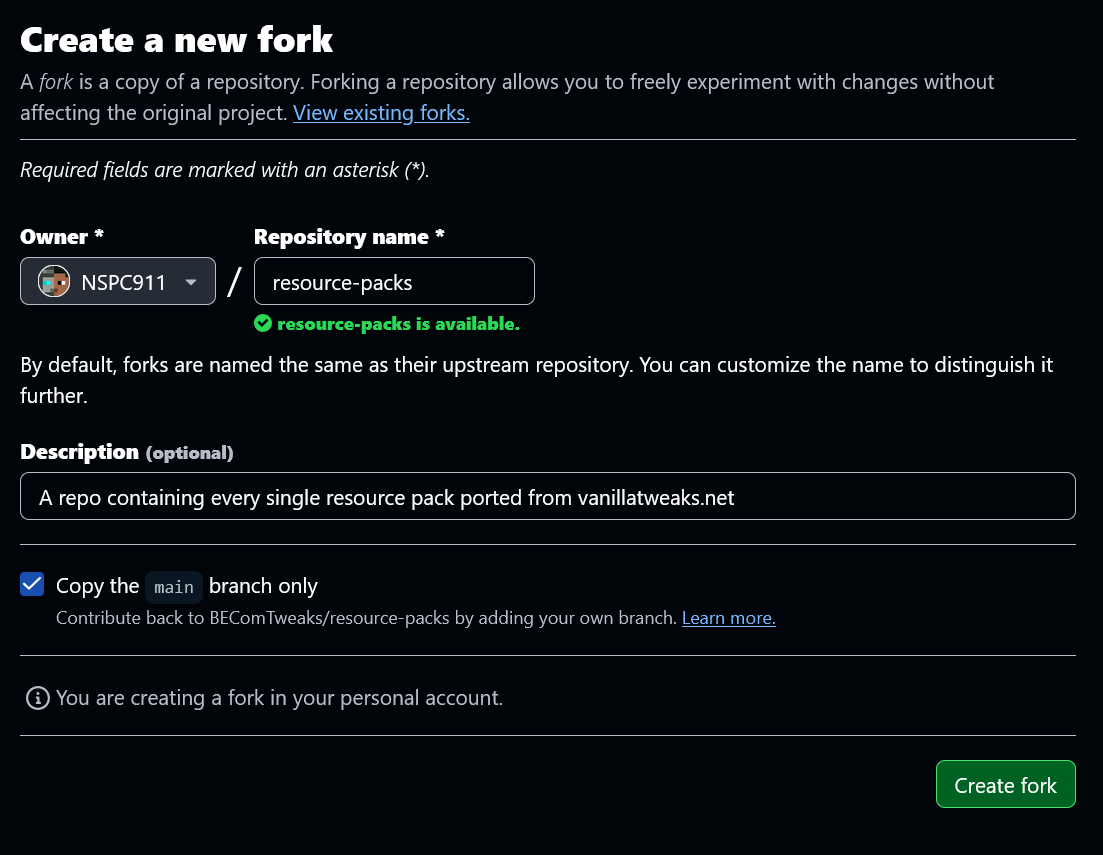 Create a new fork
A fork is a copy of a repository. Forking a repository allows you to freely experiment with changes without
affecting the original project. View existing forks.
Required fields are marked with an asterisk (*).
Owner * Repository name *
NSPC911 / resource-packs
resource-packs is available.
By default, forks are named the same as their upstream repository. You can customize the name to distinguish it
further.
Description (optional)
A repo containing every single resource pack ported from vanillatweaks.net
Copy the main branch only
Contribute back to BEComTweaks/resource-packs by adding your own branch. Learn more.
You are creating a fork in your personal account.
Create fork